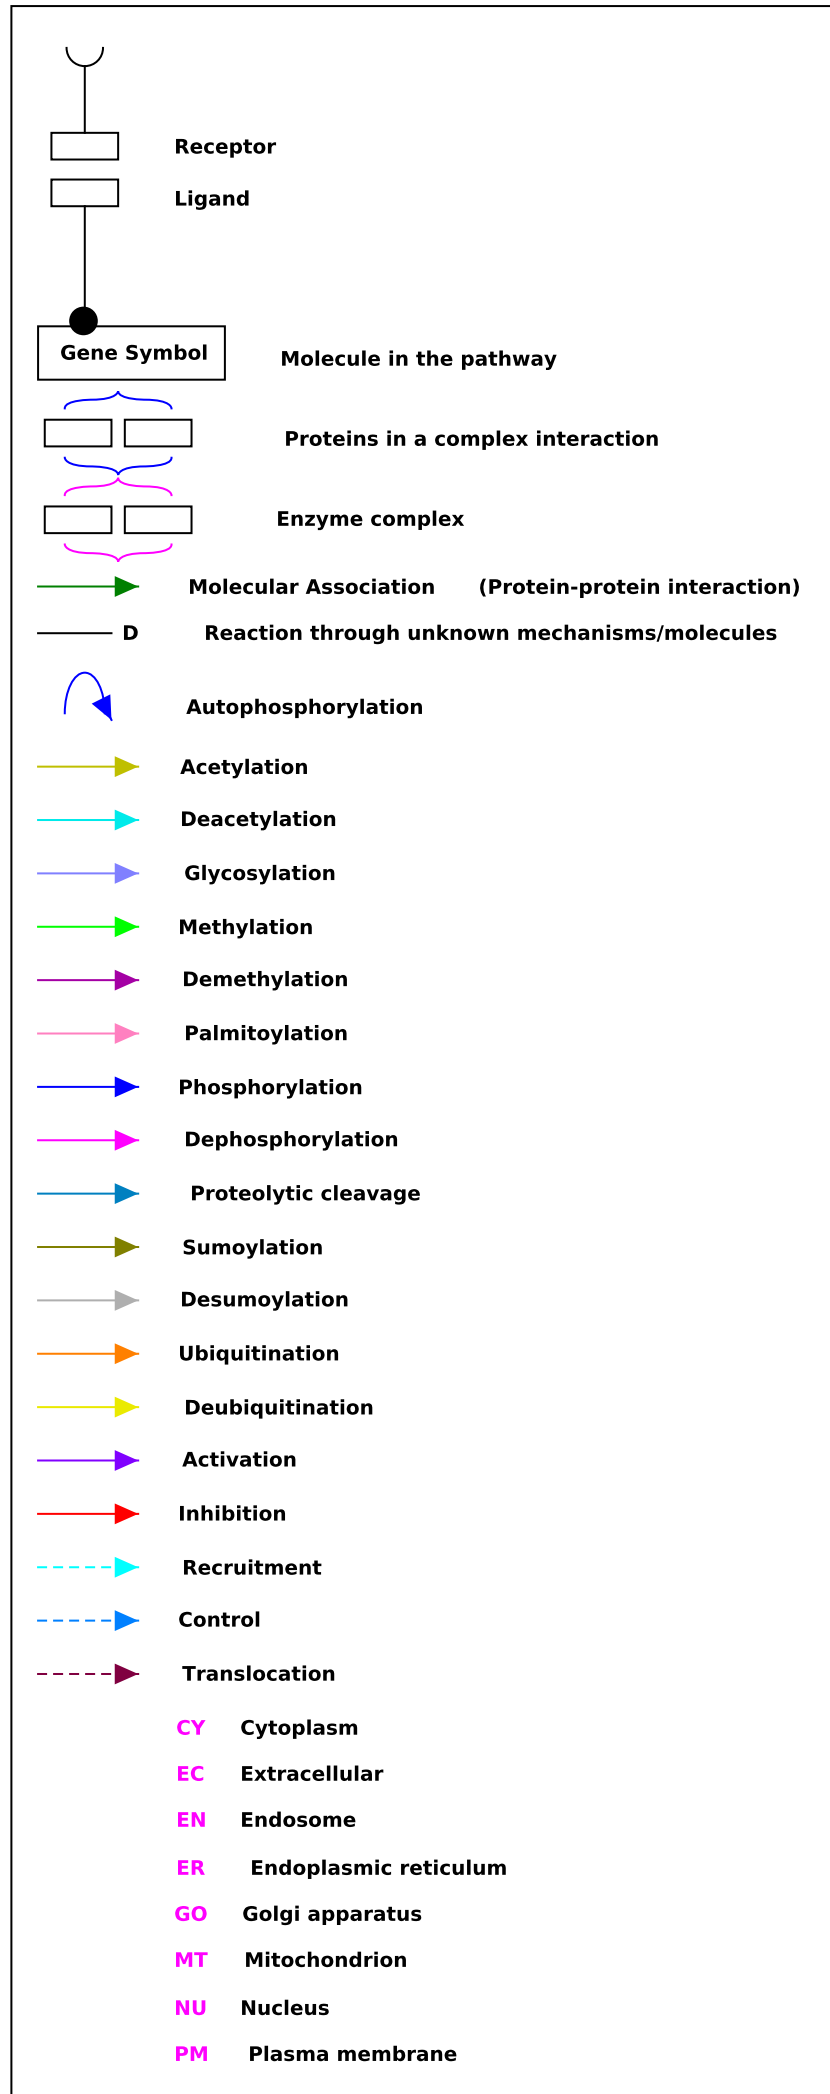 Receptor
Ligand
Gene Symbol
Molecule in the pathway
Proteins in a complex interaction
Enzyme complex
Molecular Association (Protein-protein interaction)
D Reaction through unknown mechanisms/molecules
Autophosphorylation
Acetylation
Deacetylation
Glycosylation
Methylation
Demethylation
Palmitoylation
Phosphorylation
Dephosphorylation
Proteolytic cleavage
Sumoylation
Desumoylation
Ubiquitination
Deubiquitination
Activation
Inhibition
Recruitment
Control
Translocation
CY Cytoplasm
EC Extracellular
EN Endosome
ER Endoplasmic reticulum
GO Golgi apparatus
MT Mitochondrion
NU Nucleus
PM Plasma membrane